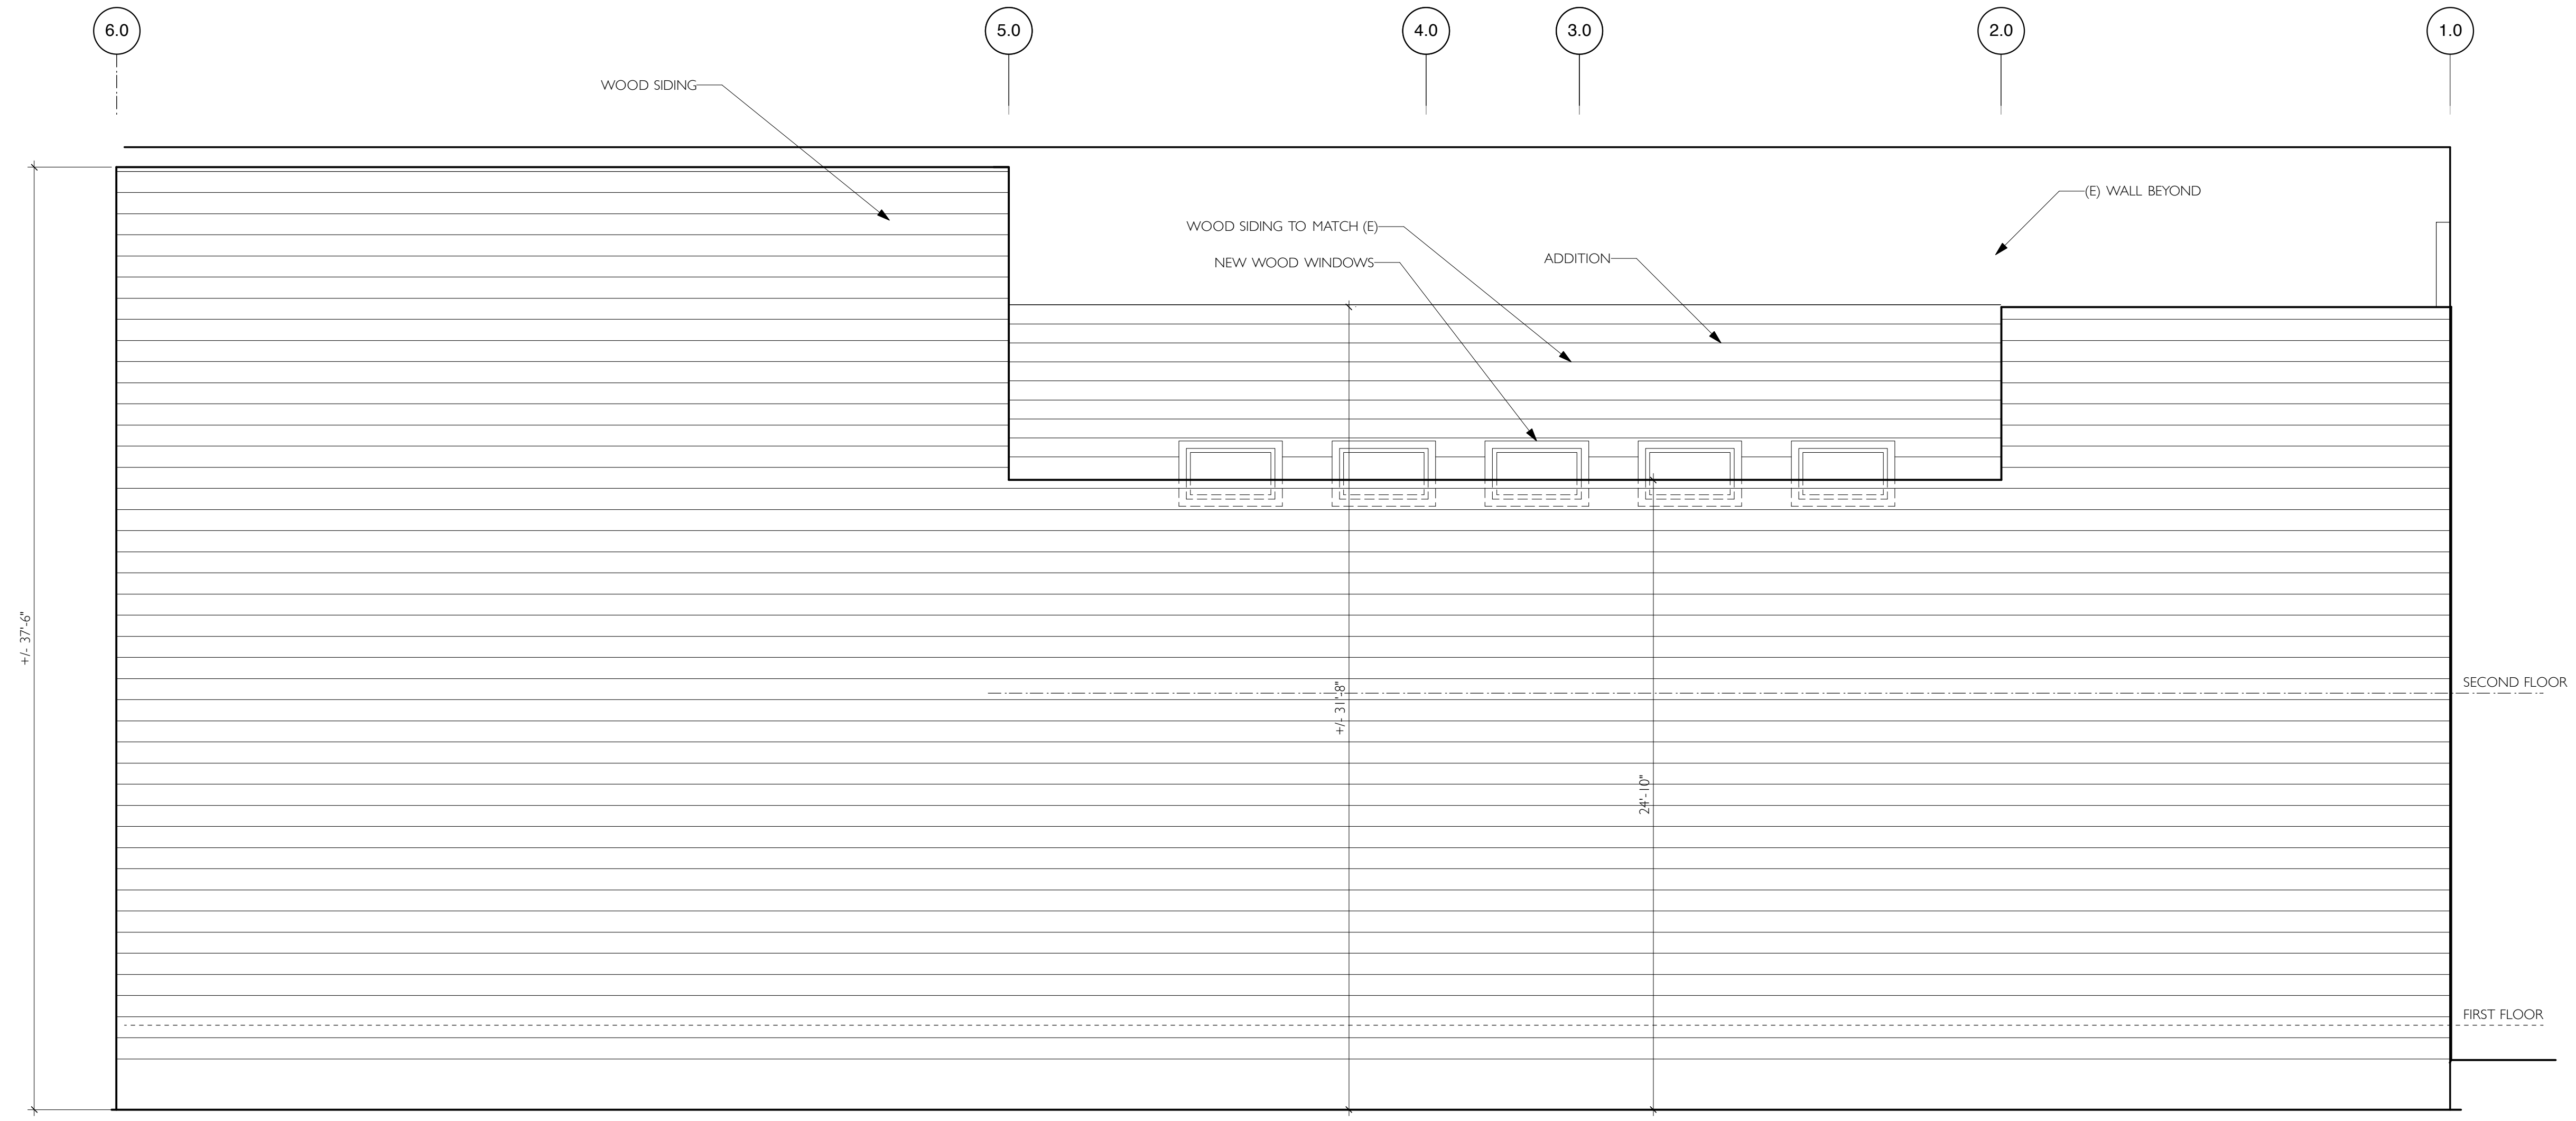 6.0
5.0
4.0
3.0
2.0
1.0
WOOD SIDING
(E) WALL BEYOND
WOOD SIDING TO MATCH (E)
ADDITION
NEW WOOD WINDOWS
+/- 37'-6"
+/- 31'-8"
24'-10"
SECOND FLOOR
FIRST FLOOR